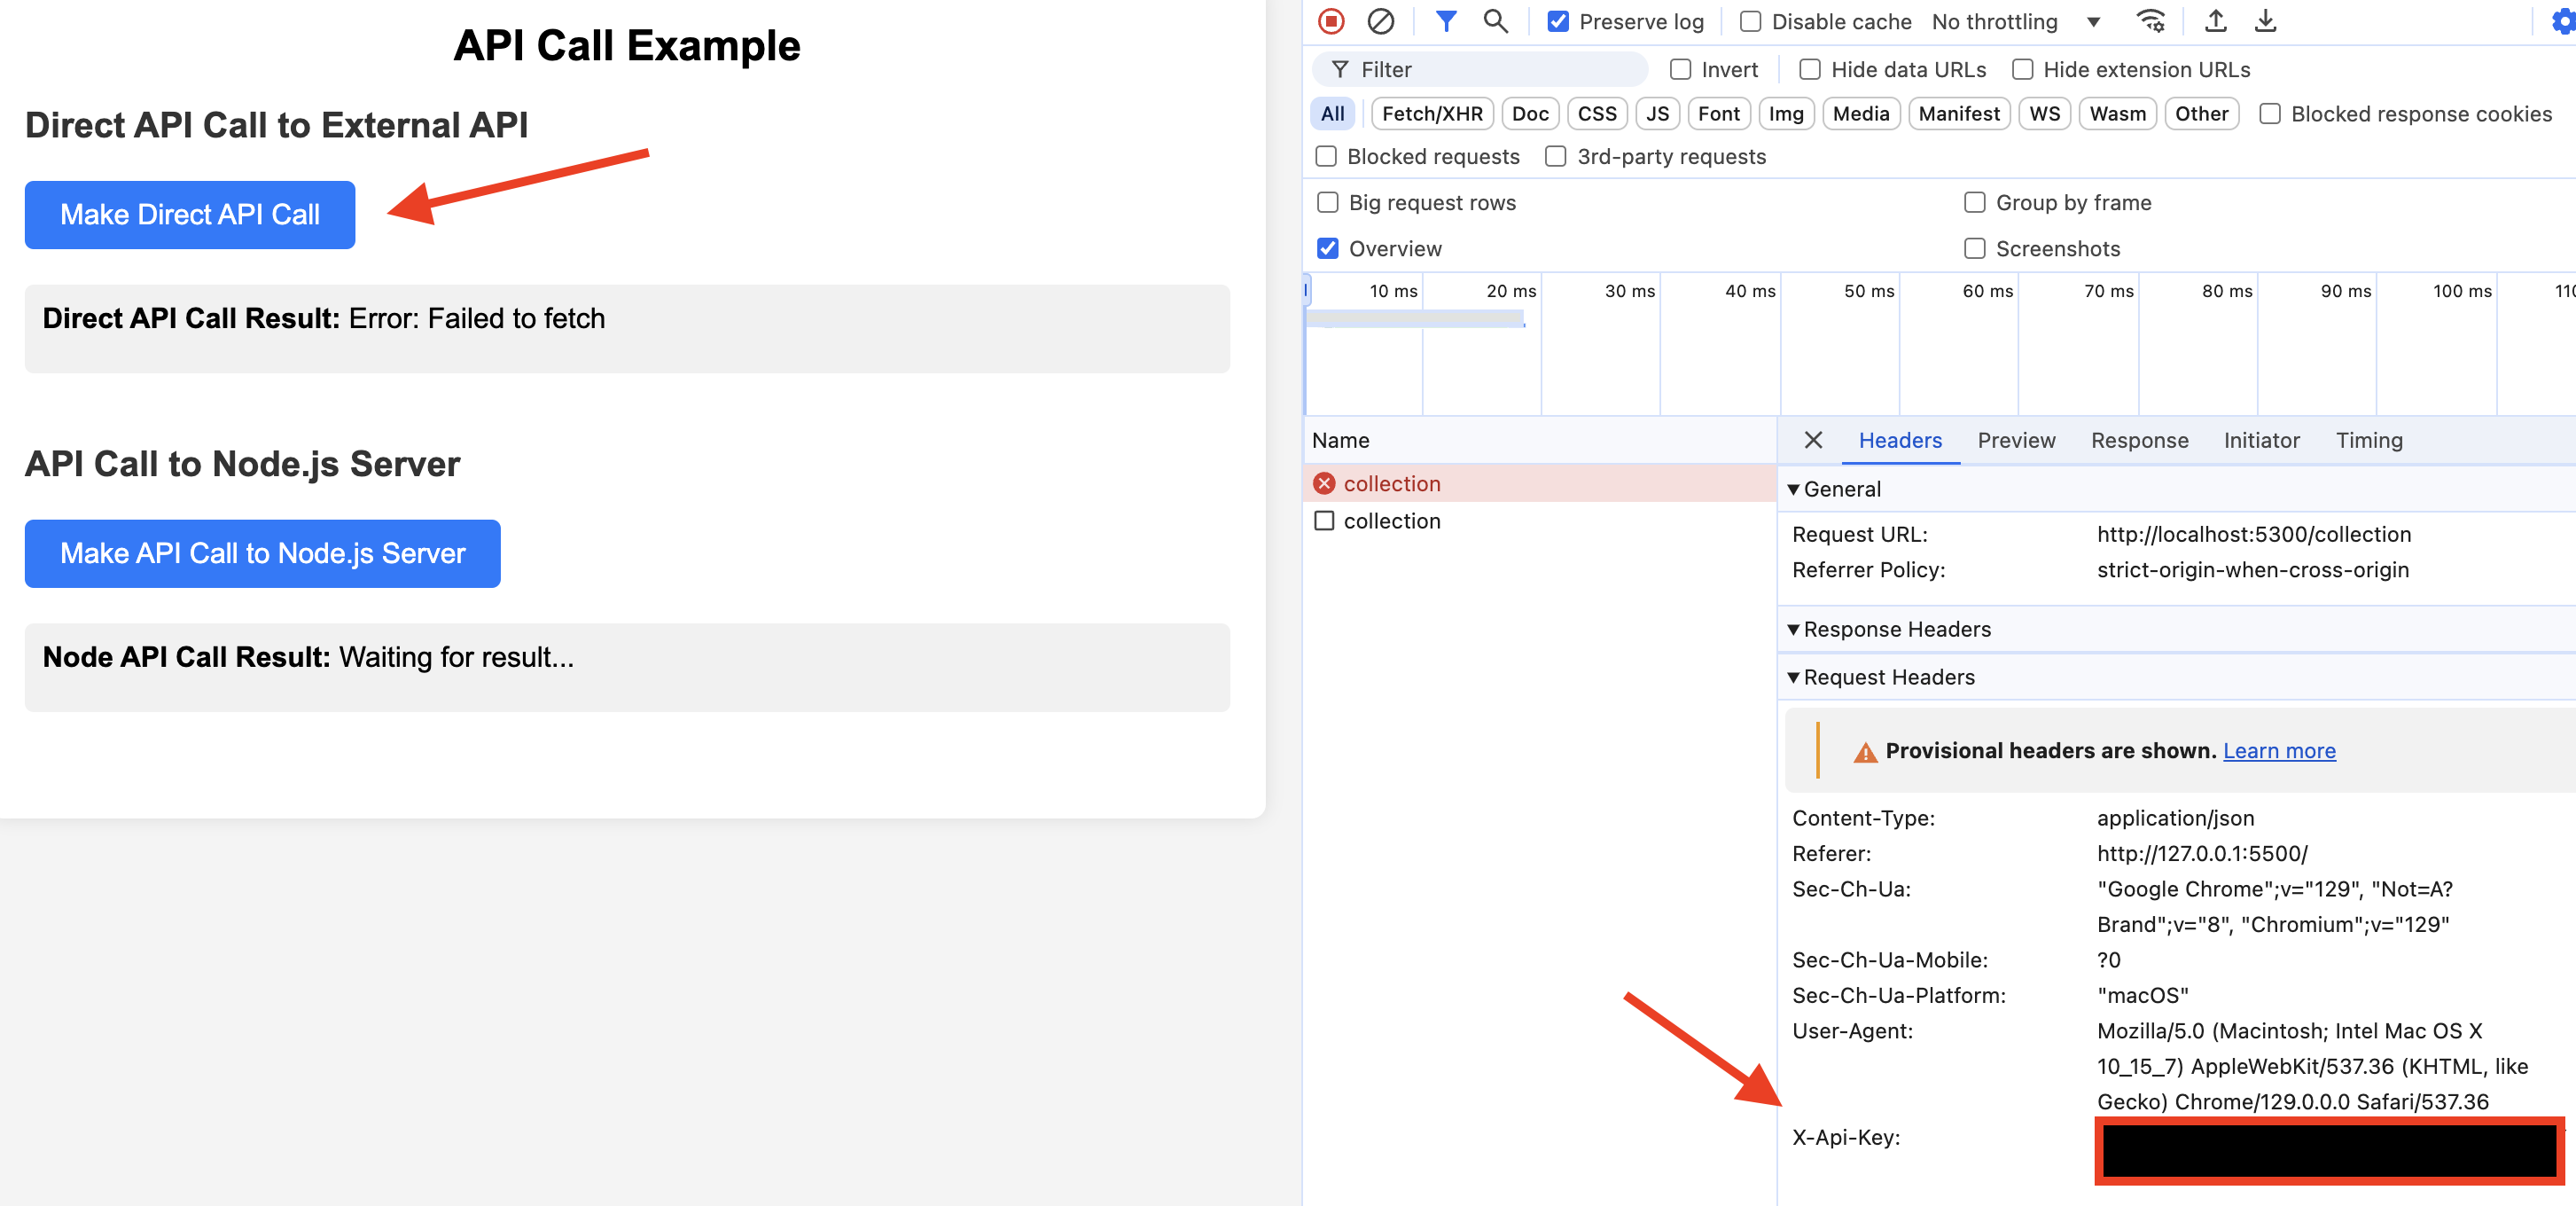 API Call Example
Direct API Call to External API
Make Direct API Call
Direct API Call Result: Error: Failed to fetch
API Call to Node.js Server
Make API Call to Node.js Server
Node API Call Result: Waiting for result...
Preserve log Disable cache No throttling
Filter Invert Hide data URLs Hide extension URLs
All Fetch/XHR Doc CSS JS Font Img Media Manifest WS Wasm Other Blocked response cookies
Blocked requests 3rd-party requests
Big request rows Group by frame
Overview Screenshots
10 ms 20 ms 30 ms 40 ms 50 ms 60 ms 70 ms 80 ms 90 ms 100 ms
Name
collection
collection
Headers Preview Response Initiator Timing
General
Request URL: http://localhost:5300/collection
Referrer Policy: strict-origin-when-cross-origin
Response Headers
Request Headers
Provisional headers are shown. Learn more
Content-Type: application/json
Referer: http://127.0.0.1:5500/
Sec-Ch-Ua: "Google Chrome";v="129", "Not=A?
Brand";v="8", "Chromium";v="129"
Sec-Ch-Ua-Mobile: ?0
Sec-Ch-Ua-Platform: "macOS"
User-Agent: Mozilla/5.0 (Macintosh; Intel Mac OS X
10_15_7) AppleWebKit/537.36 (KHTML, like
Gecko) Chrome/129.0.0.0 Safari/537.36
X-Api-Key: